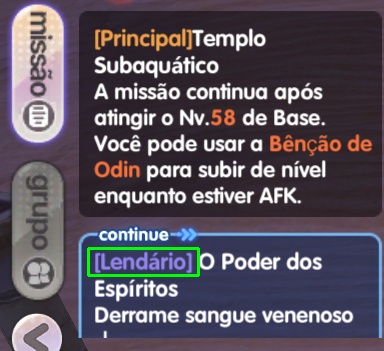 missão
grupo
[Principal]Templo
Subaquático
A missão continua após
atingir o Nv.58 de Base.
Você pode usar a Bênção de
Odin para subir de nível
enquanto estiver AFK.
continue
[Lendário] O Poder dos
Espíritos
Derrame sangue venenoso